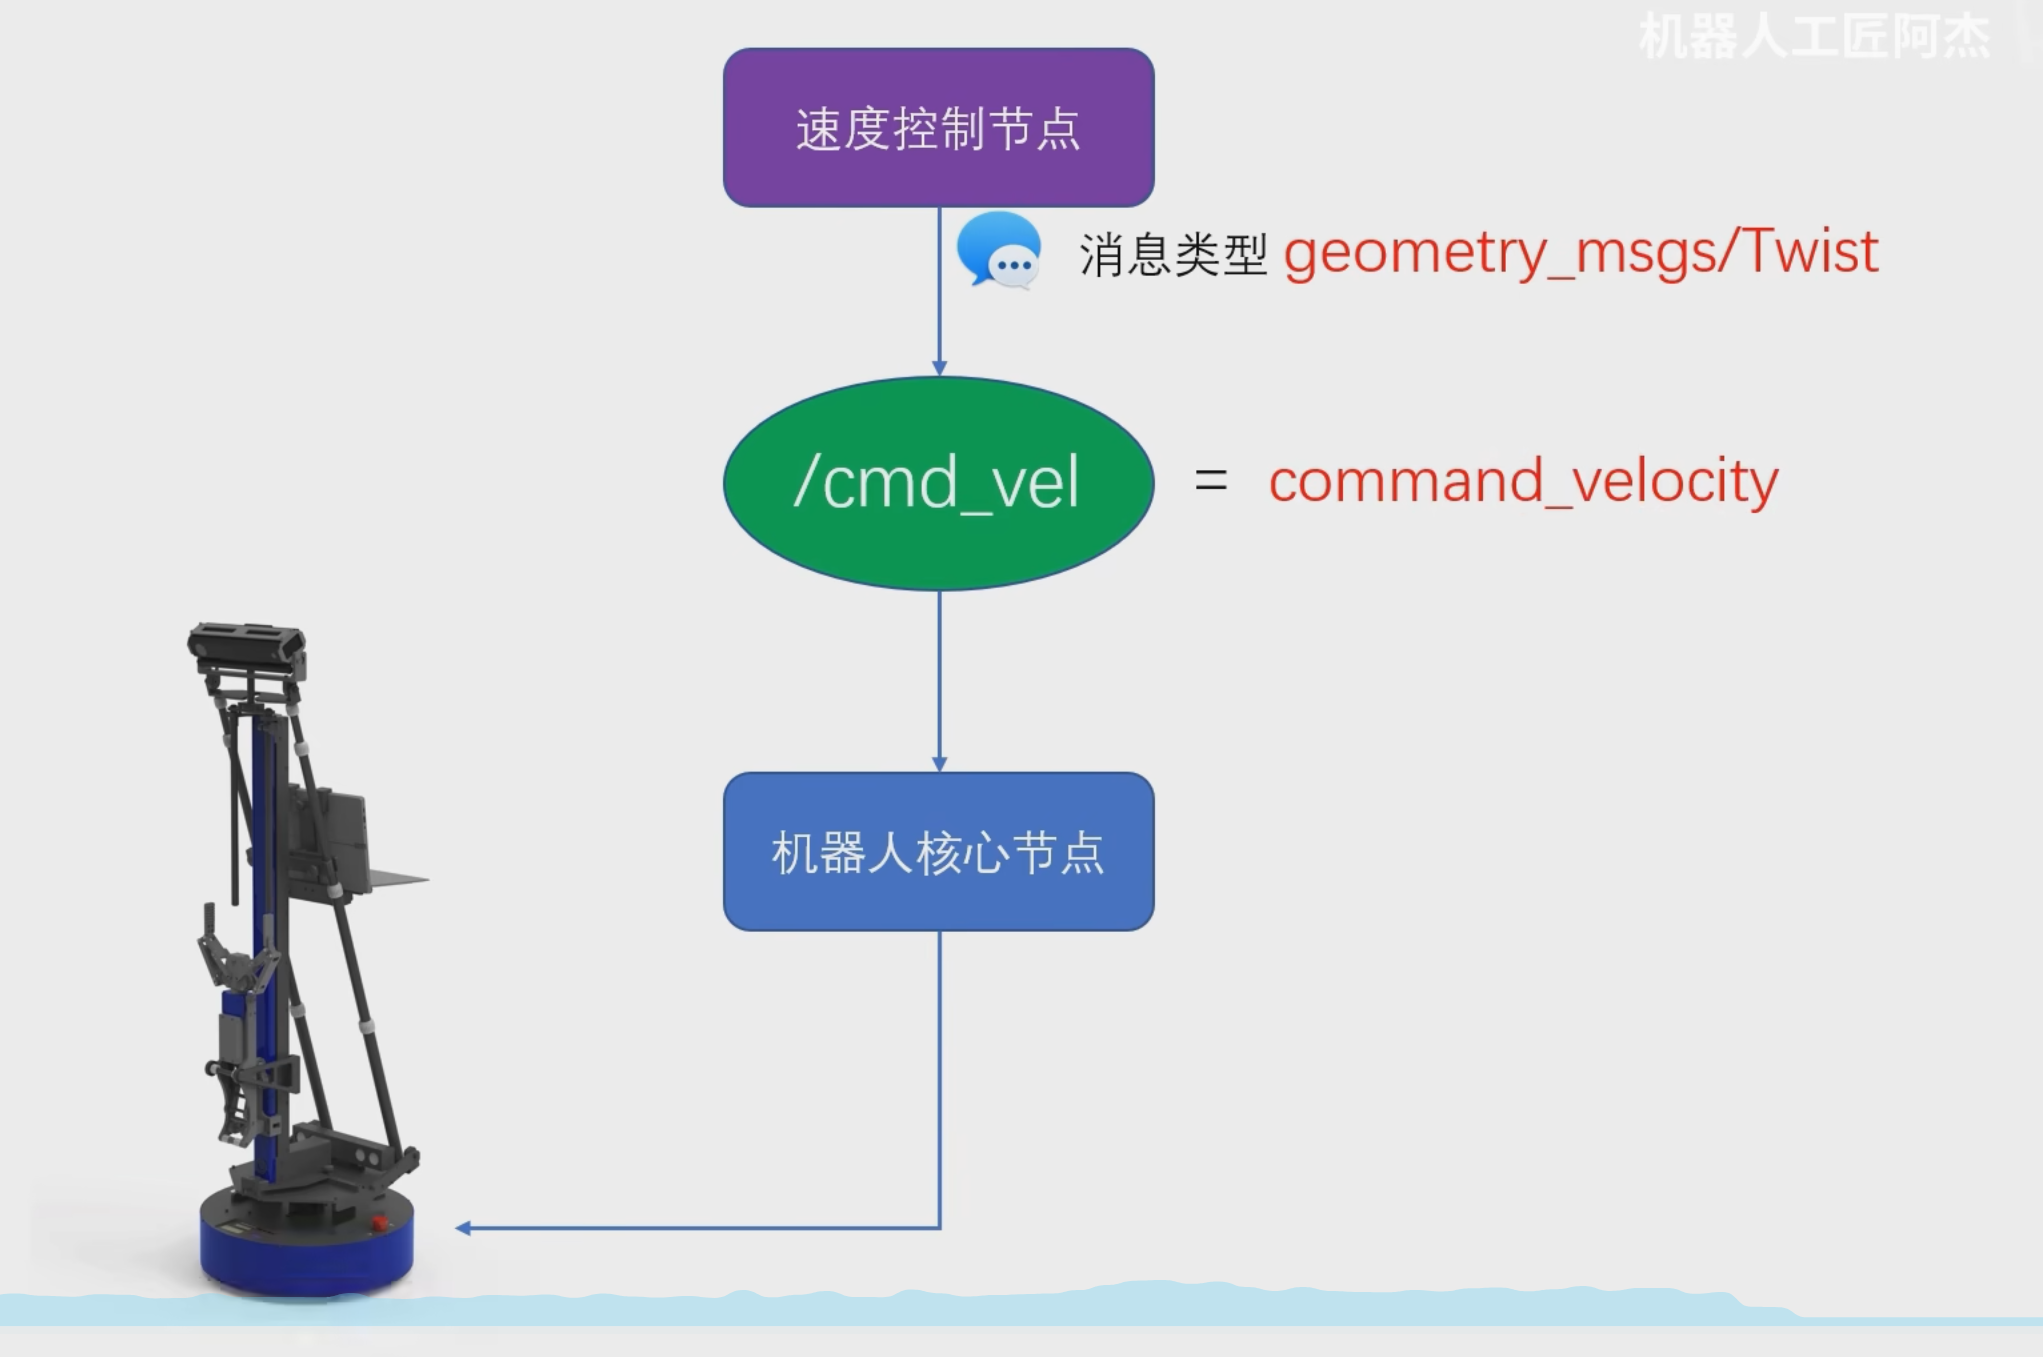 机器人工匠阿杰
速度控制节点
消息类型 geometry_msgs/Twist
/cmd_vel = command_velocity
机器人核心节点